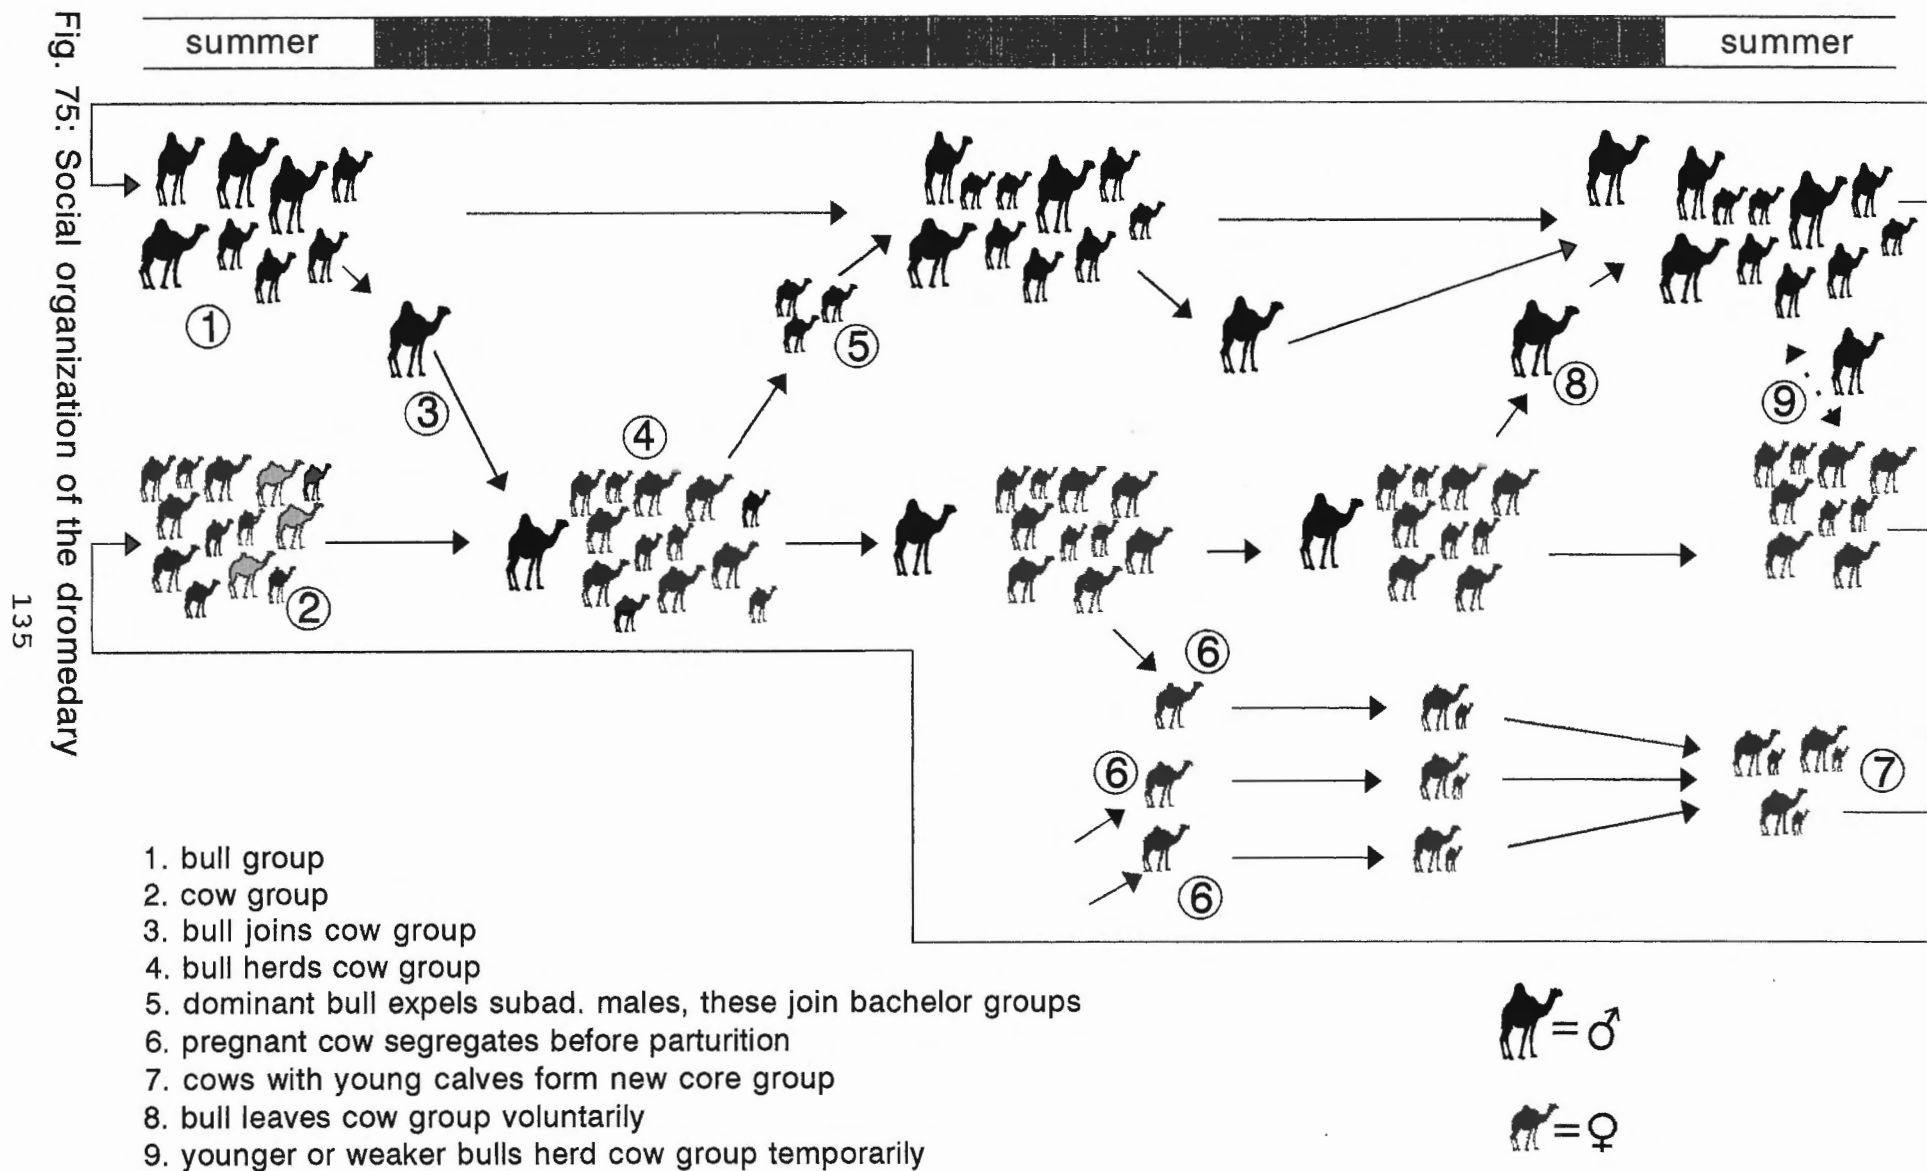 summer
summer
Fig. 75: Social organization of the dromedary
135
1
3
5
4
8
9
2
6
6
7
6
1. bull group
2. cow group
3. bull joins cow group
4. bull herds cow group
5. dominant bull expels subad. males, these join bachelor groups
6. pregnant cow segregates before parturition
7. cows with young calves form new core group
8. bull leaves cow group voluntarily
9. younger or weaker bulls herd cow group temporarily
=♂
=♀